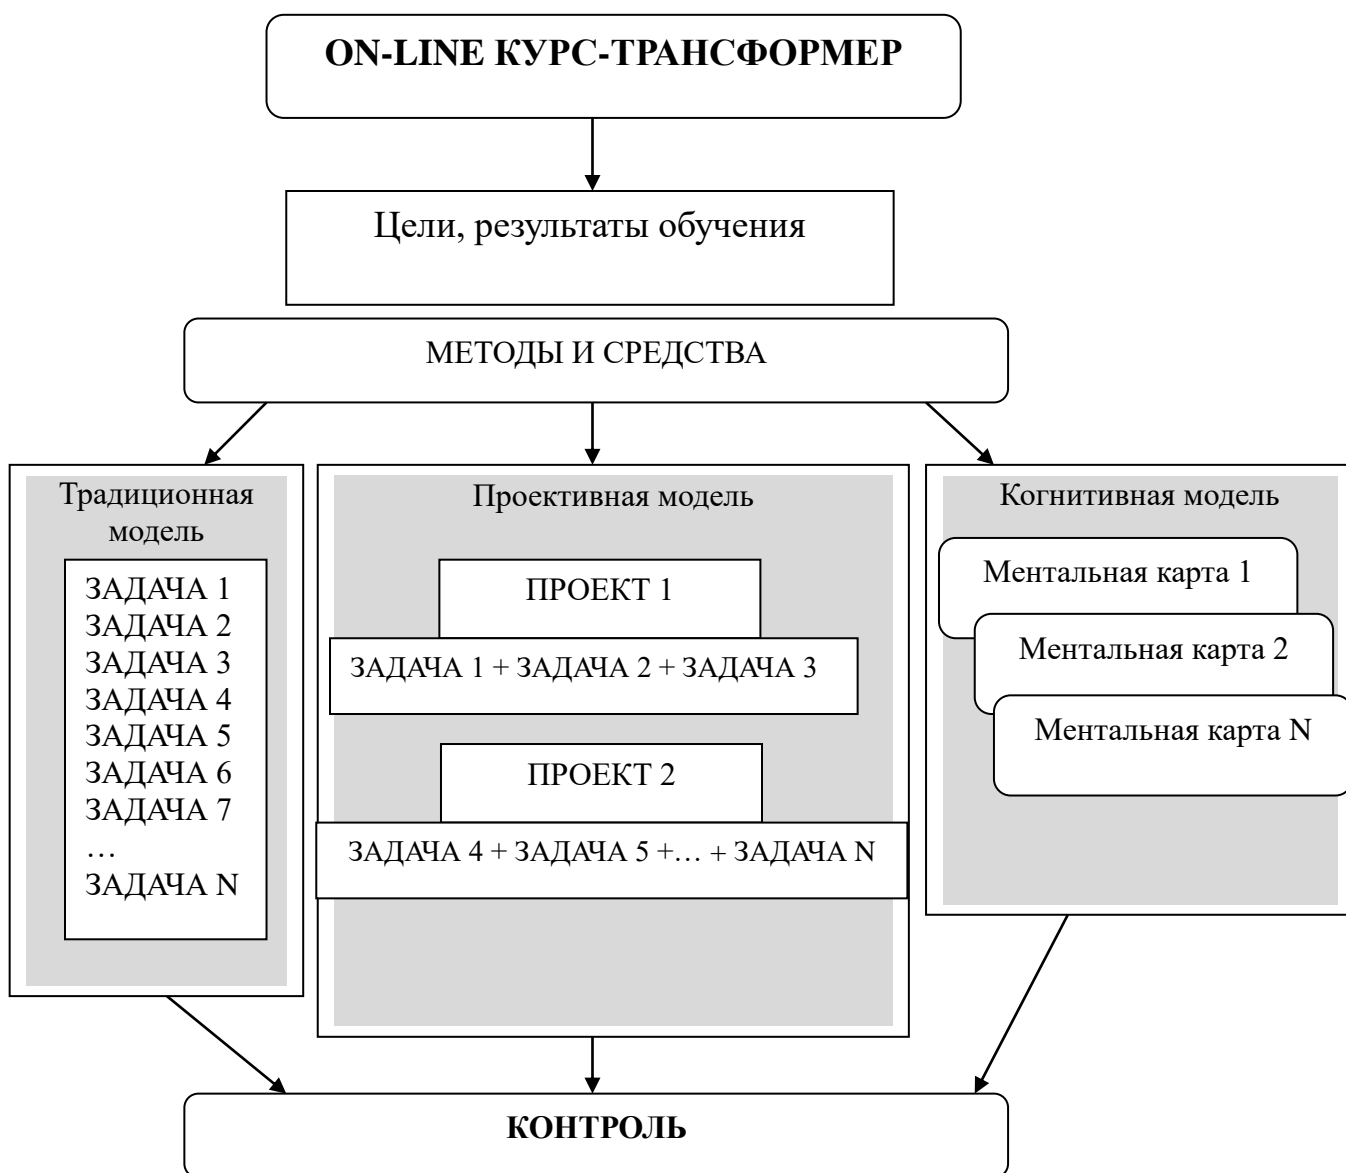 ON-LINE КУРС-ТРАНСФОРМЕР
Цели, результаты обучения
МЕТОДЫ И СРЕДСТВА
Традиционная
модель
ЗАДАЧА 1
ЗАДАЧА 2
ЗАДАЧА 3
ЗАДАЧА 4
ЗАДАЧА 5
ЗАДАЧА 6
ЗАДАЧА 7
…
ЗАДАЧА N
Проективная модель
ПРОЕКТ 1
ЗАДАЧА 1 + ЗАДАЧА 2 + ЗАДАЧА 3
ПРОЕКТ 2
ЗАДАЧА 4 + ЗАДАЧА 5 +… + ЗАДАЧА N
Когнитивная модель
Ментальная карта 1
Ментальная карта 2
Ментальная карта N
КОНТРОЛЬ